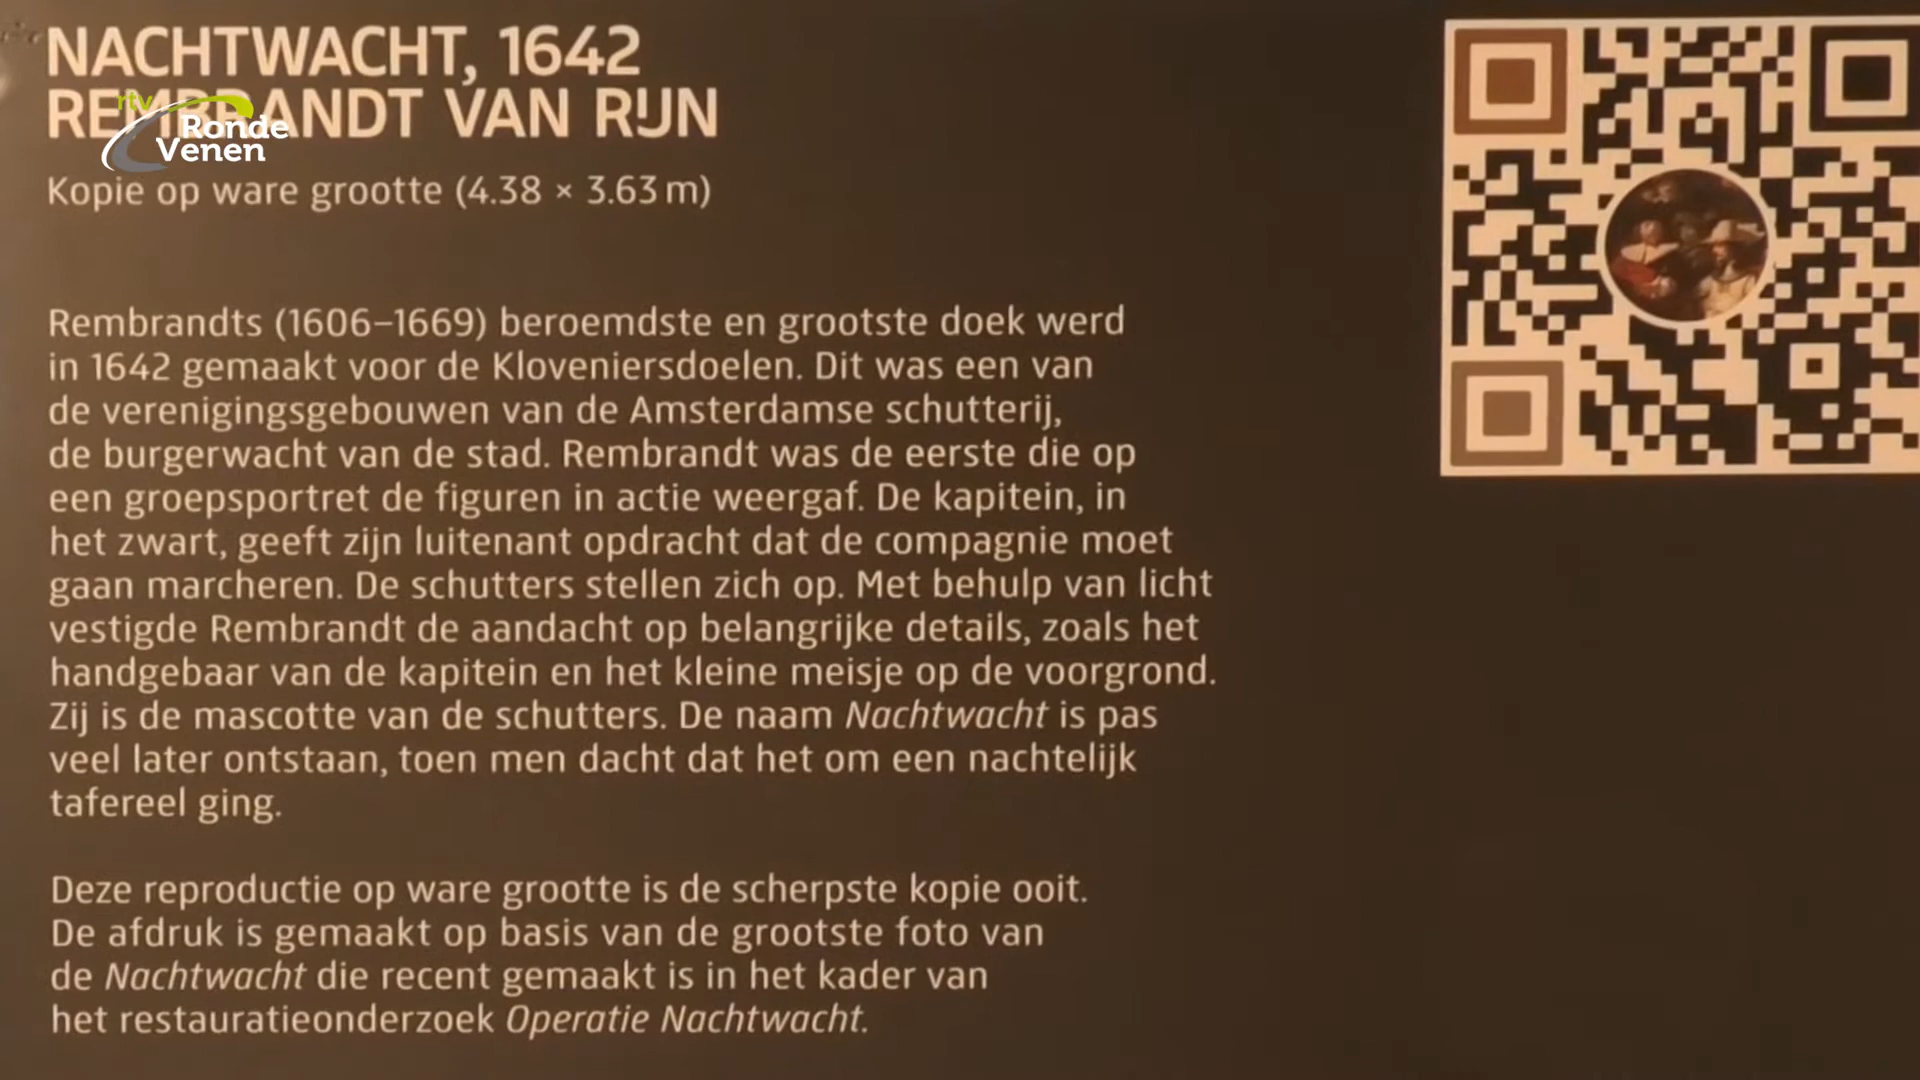 NACHTWACHT, 1642
REMBRANDT VAN RIJN
rtv
Ronde
Venen
Kopie op ware grootte (4.38 × 3.63 m)
Rembrandts (1606–1669) beroemdste en grootste doek werd
in 1642 gemaakt voor de Kloveniersdoelen. Dit was een van
de verenigingsgebouwen van de Amsterdamse schutterij,
de burgerwacht van de stad. Rembrandt was de eerste die op
een groepsportret de figuren in actie weergaf. De kapitein, in
het zwart, geeft zijn luitenant opdracht dat de compagnie moet
gaan marcheren. De schutters stellen zich op. Met behulp van licht
vestigde Rembrandt de aandacht op belangrijke details, zoals het
handgebaar van de kapitein en het kleine meisje op de voorgrond.
Zij is de mascotte van de schutters. De naam Nachtwacht is pas
veel later ontstaan, toen men dacht dat het om een nachtelijk
tafereel ging.
Deze reproductie op ware grootte is de scherpste kopie ooit.
De afdruk is gemaakt op basis van de grootste foto van
de Nachtwacht die recent gemaakt is in het kader van
het restauratieonderzoek Operatie Nachtwacht.